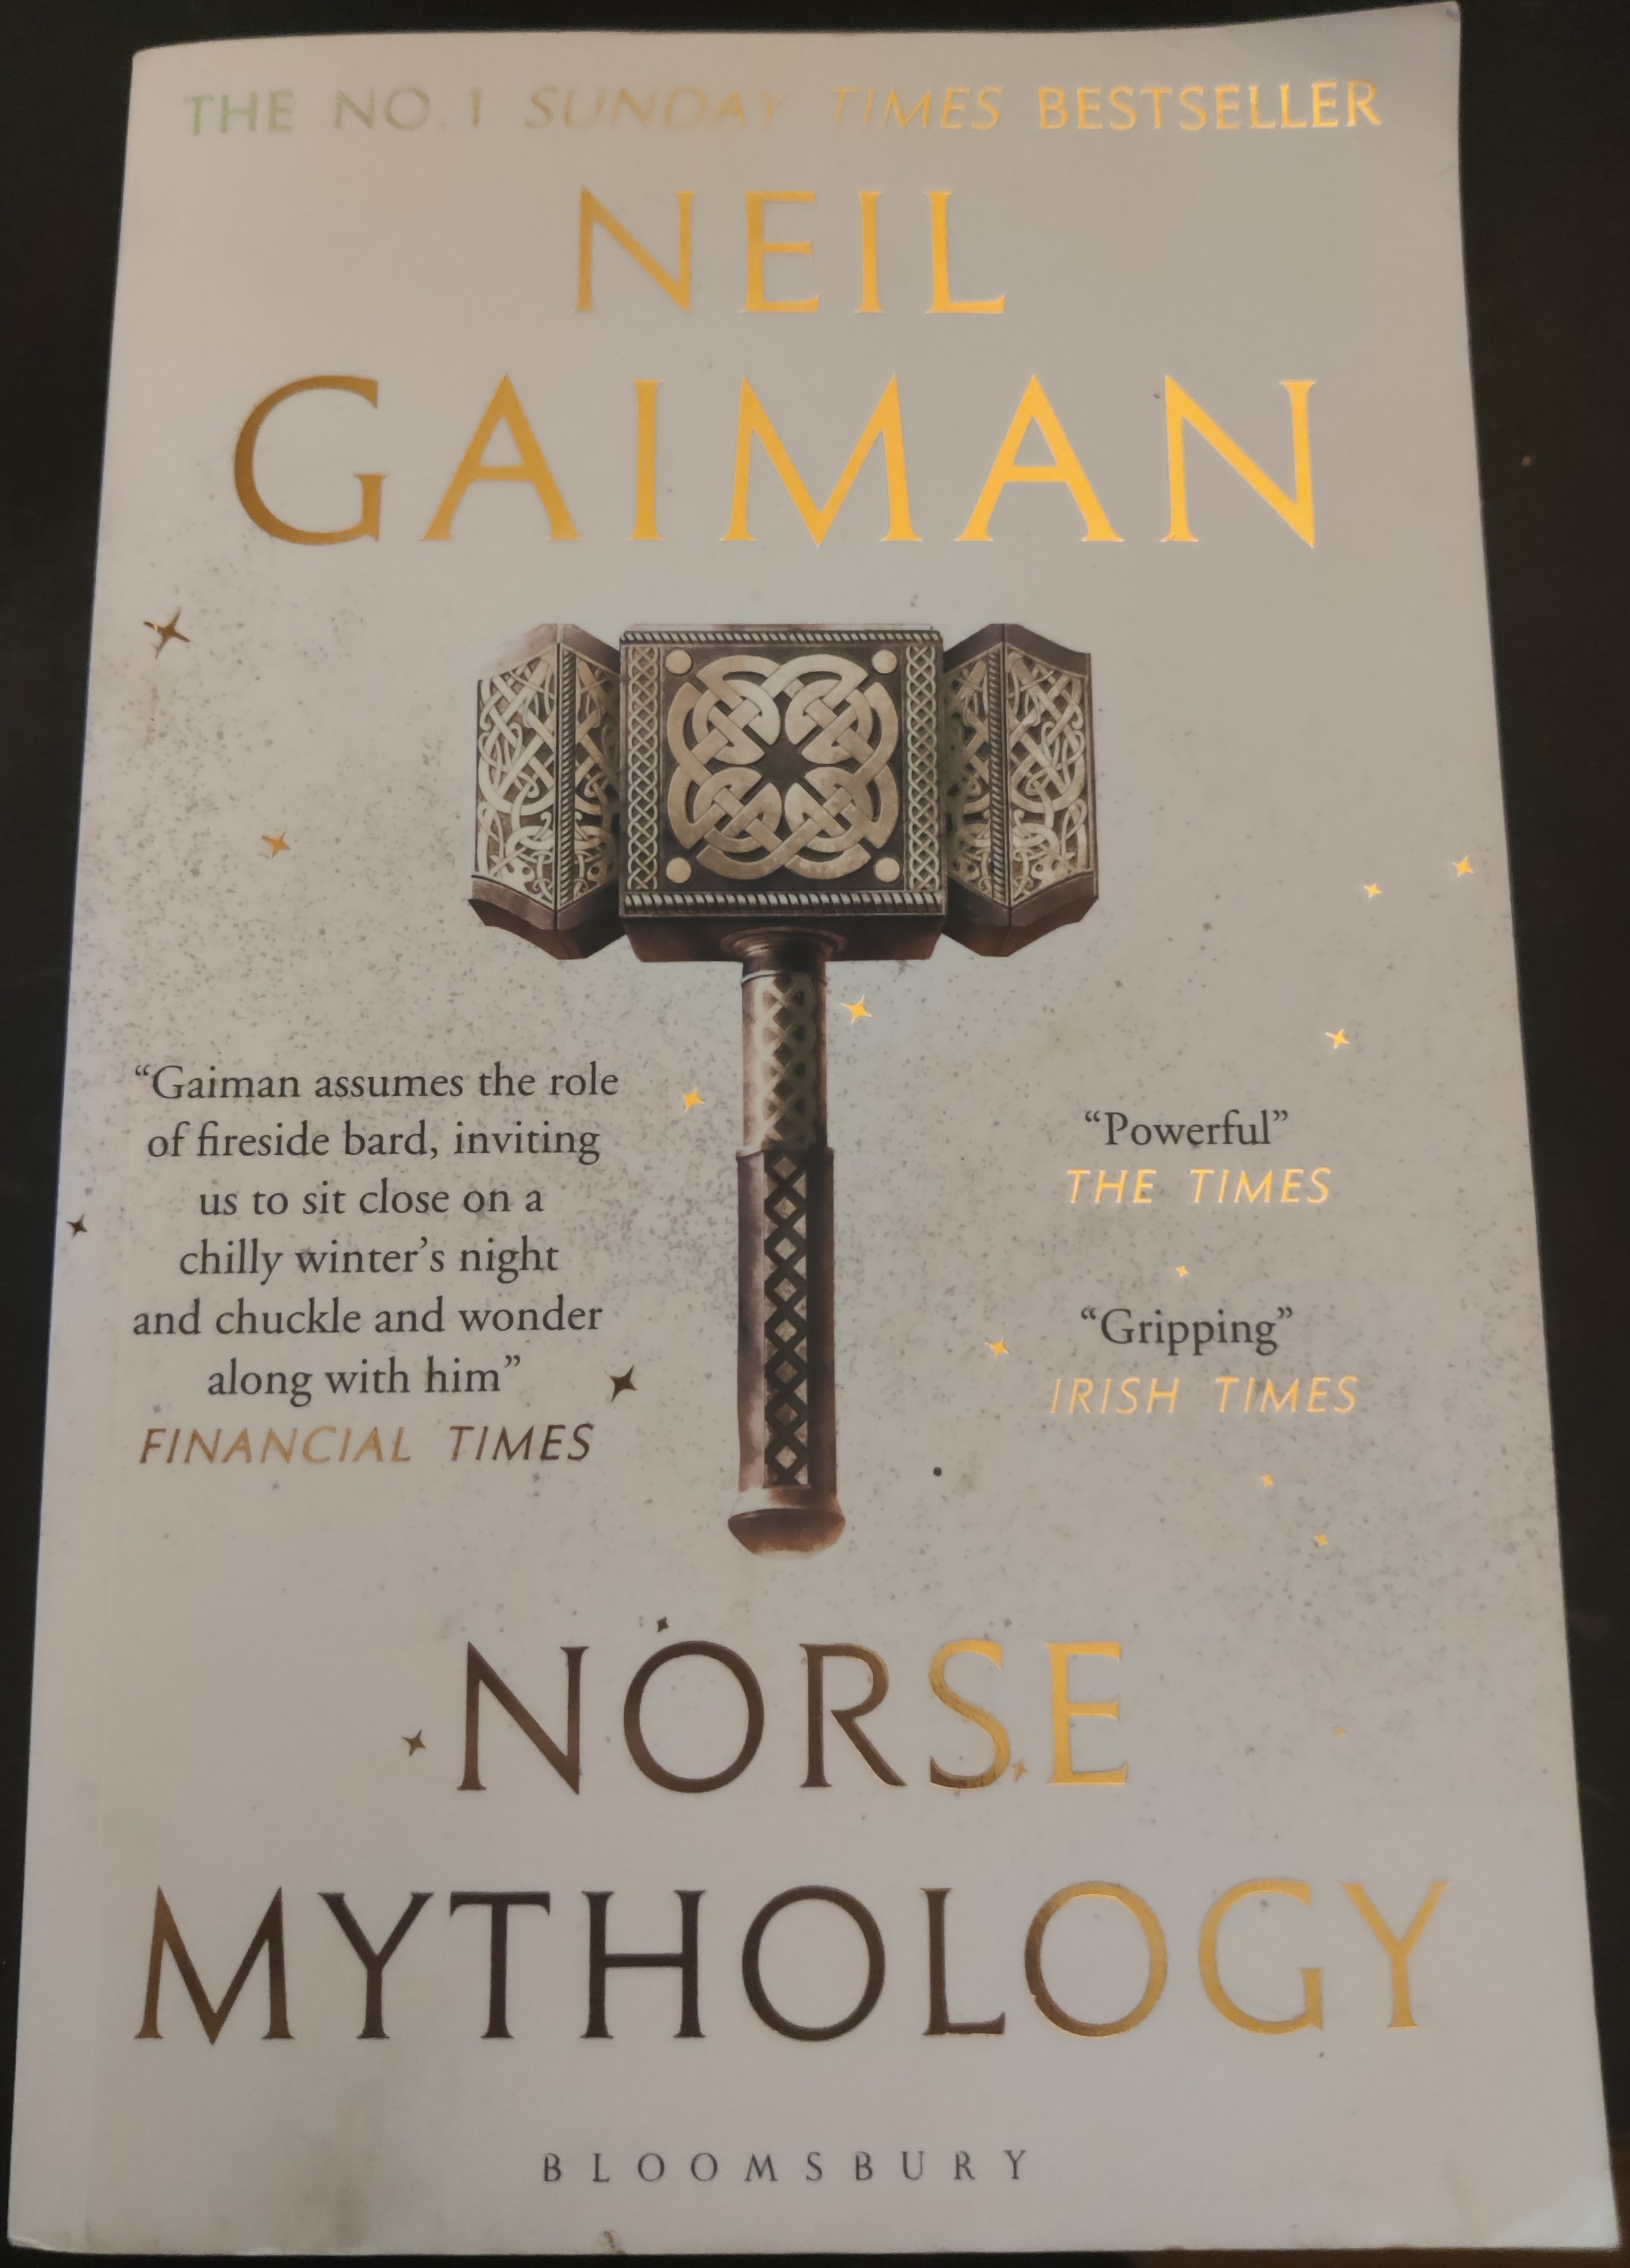 THE NO. 1 SUNDAY TIMES BESTSELLER
NEIL
GAIMAN
“Gaiman assumes the role
of fireside bard, inviting
us to sit close on a
chilly winter’s night
and chuckle and wonder
along with him”
FINANCIAL TIMES
“Powerful”
THE TIMES
“Gripping”
IRISH TIMES
NORSE
MYTHOLOGY
BLOOMSBURY